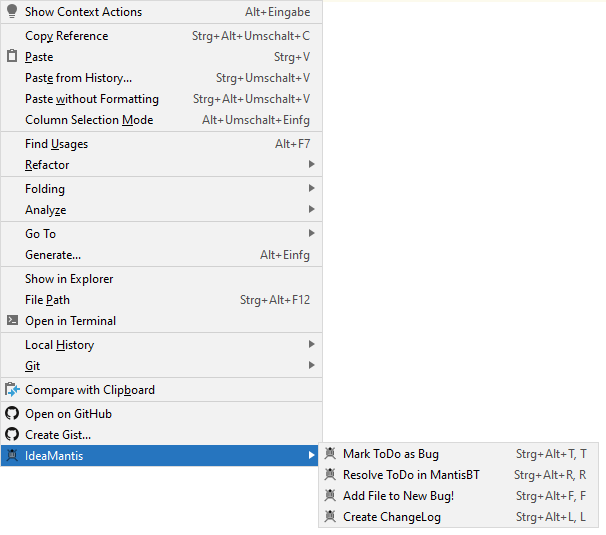 Show Context Actions Alt+Eingabe
Copy Reference Strg+Alt+Umschalt+C
Paste Strg+V
Paste from History... Strg+Umschalt+V
Paste without Formatting Strg+Alt+Umschalt+V
Column Selection Mode Alt+Umschalt+Einfg
Find Usages Alt+F7
Refactor
Folding
Analyze
Go To
Generate... Alt+Einfg
Show in Explorer
File Path Strg+Alt+F12
Open in Terminal
Local History
Git
Compare with Clipboard
Open on GitHub
Create Gist...
IdeaMantis
Mark ToDo as Bug Strg+Alt+T, T
Resolve ToDo in MantisBT Strg+Alt+R, R
Add File to New Bug! Strg+Alt+F, F
Create ChangeLog Strg+Alt+L, L